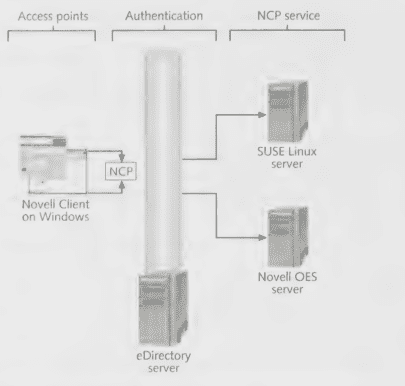 Access points
Authentication
NCP service
NCP
SUSE Linux
server
Novell Client
on Windows
Novell OES
server
eDirectory
server